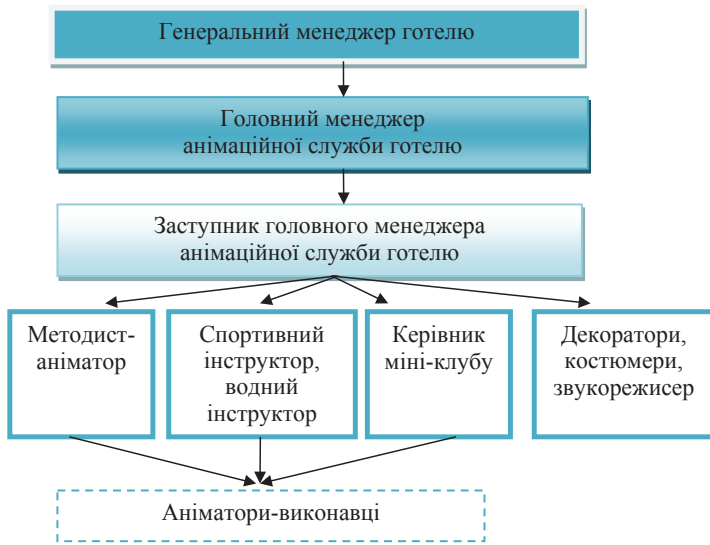 Генеральний менеджер готелю
Головний менеджер
анімаційної служби готелю
Заступник головного менеджера
анімаційної служби готелю
Методист-
аніматор
Спортивний
інструктор,
водний
інструктор
Керівник
міні-клубу
Декоратори,
костюмери,
звукорежисер
Аніматори-виконавці